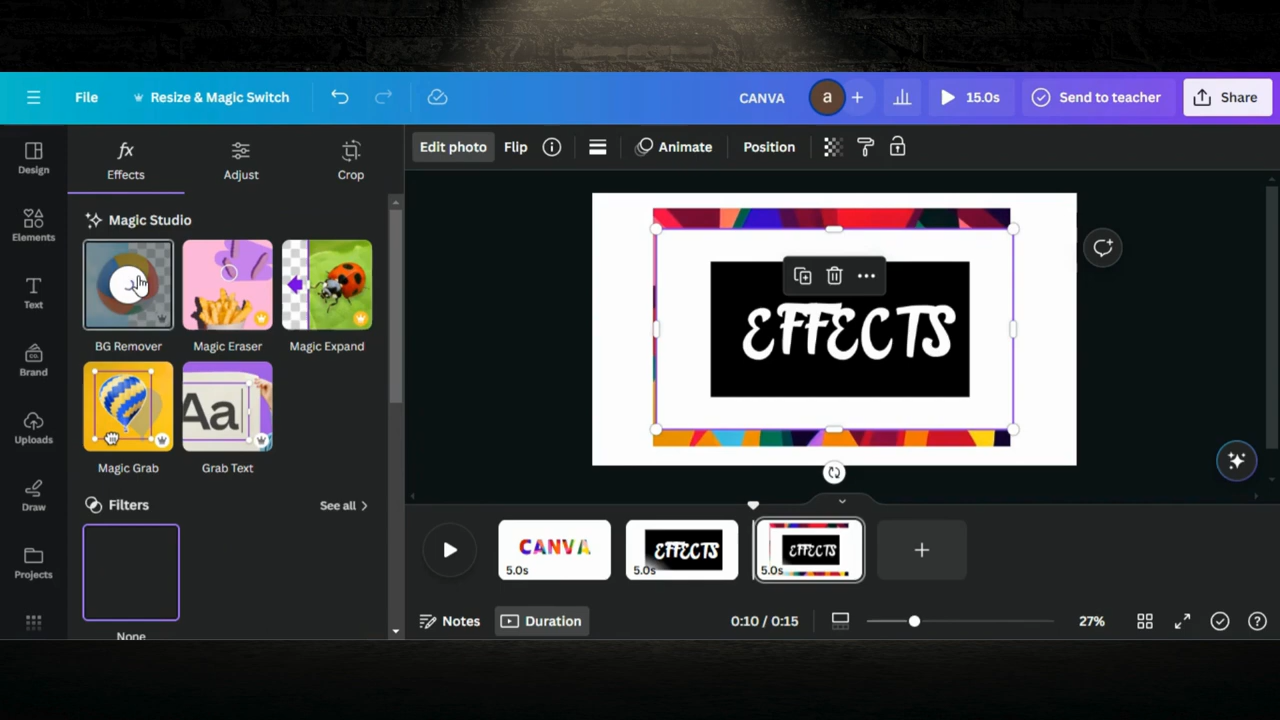 File
Resize & Magic Switch
CANVA
a
15.0s
Send to teacher
Share
Design
Elements
Text
Brand
Uploads
Draw
Projects
Effects
Adjust
Crop
Magic Studio
BG Remover
Magic Eraser
Magic Expand
Aa
Magic Grab
Grab Text
Filters
See all
None
Edit photo
Flip
Animate
Position
EFFECTS
CANVA
5.0s
EFFECTS
5.0s
EFFECTS
5.0s
Notes
Duration
0:10 / 0:15
27%